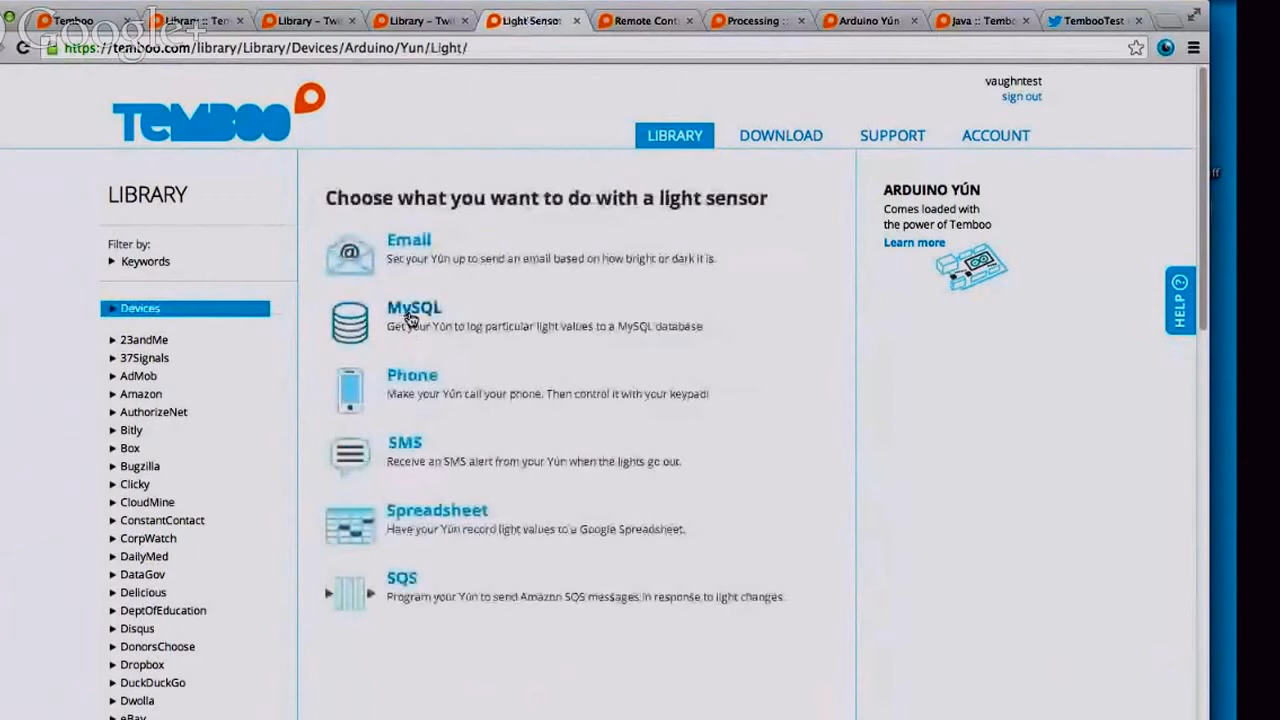 Temboo
Library :: Tem
Library – Twi
Library – Twi
Light Senso
Remote Cont
Processing ::
Arduino Yún
Java :: Tembo
TembooTest
Google+
https://temboo.com/library/Library/Devices/Arduino/Yun/Light/
vaughntest
sign out
TEMBOO
LIBRARY
DOWNLOAD
SUPPORT
ACCOUNT
LIBRARY
Filter by:
Keywords
Devices
23andMe
37Signals
AdMob
Amazon
AuthorizeNet
Bitly
Box
Bugzilla
Clicky
CloudMine
ConstantContact
CorpWatch
DailyMed
DataGov
Delicious
DeptOfEducation
Disqus
DonorsChoose
Dropbox
DuckDuckGo
Dwolla
eBay
Choose what you want to do with a light sensor
Email
Set your Yún up to send an email based on how bright or dark it is.
MySQL
Get your Yún to log particular light values to a MySQL database
Phone
Make your Yún call your phone. Then control it with your keypad!
SMS
Receive an SMS alert from your Yún when the lights go out.
Spreadsheet
Have your Yún record light values to a Google Spreadsheet.
SQS
Program your Yún to send Amazon SQS messages in response to light changes.
ARDUINO YÚN
Comes loaded with
the power of Temboo
Learn more
HELP ?